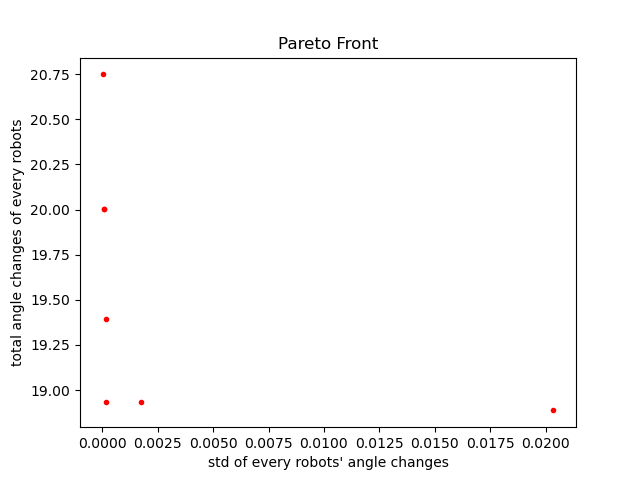 Pareto Front
total angle changes of every robots
20.75
20.50
20.25
20.00
19.75
19.50
19.25
19.00
0.0000 0.0025 0.0050 0.0075 0.0100 0.0125 0.0150 0.0175 0.0200
std of every robots' angle changes